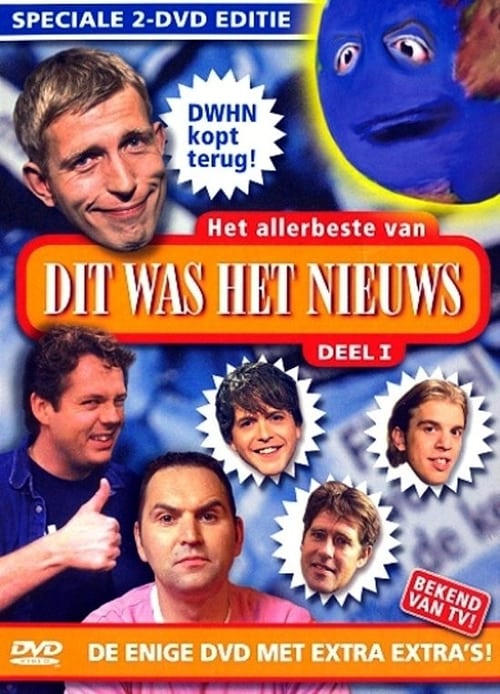 SPECIALE 2-DVD EDITIE
DWHN
kopt
terug!
Het allerbeste van
DIT WAS HET NIEUWS
DEEL I
BEKEND
VAN TV!
DVD
VIDEO
DE ENIGE DVD MET EXTRA EXTRA'S!